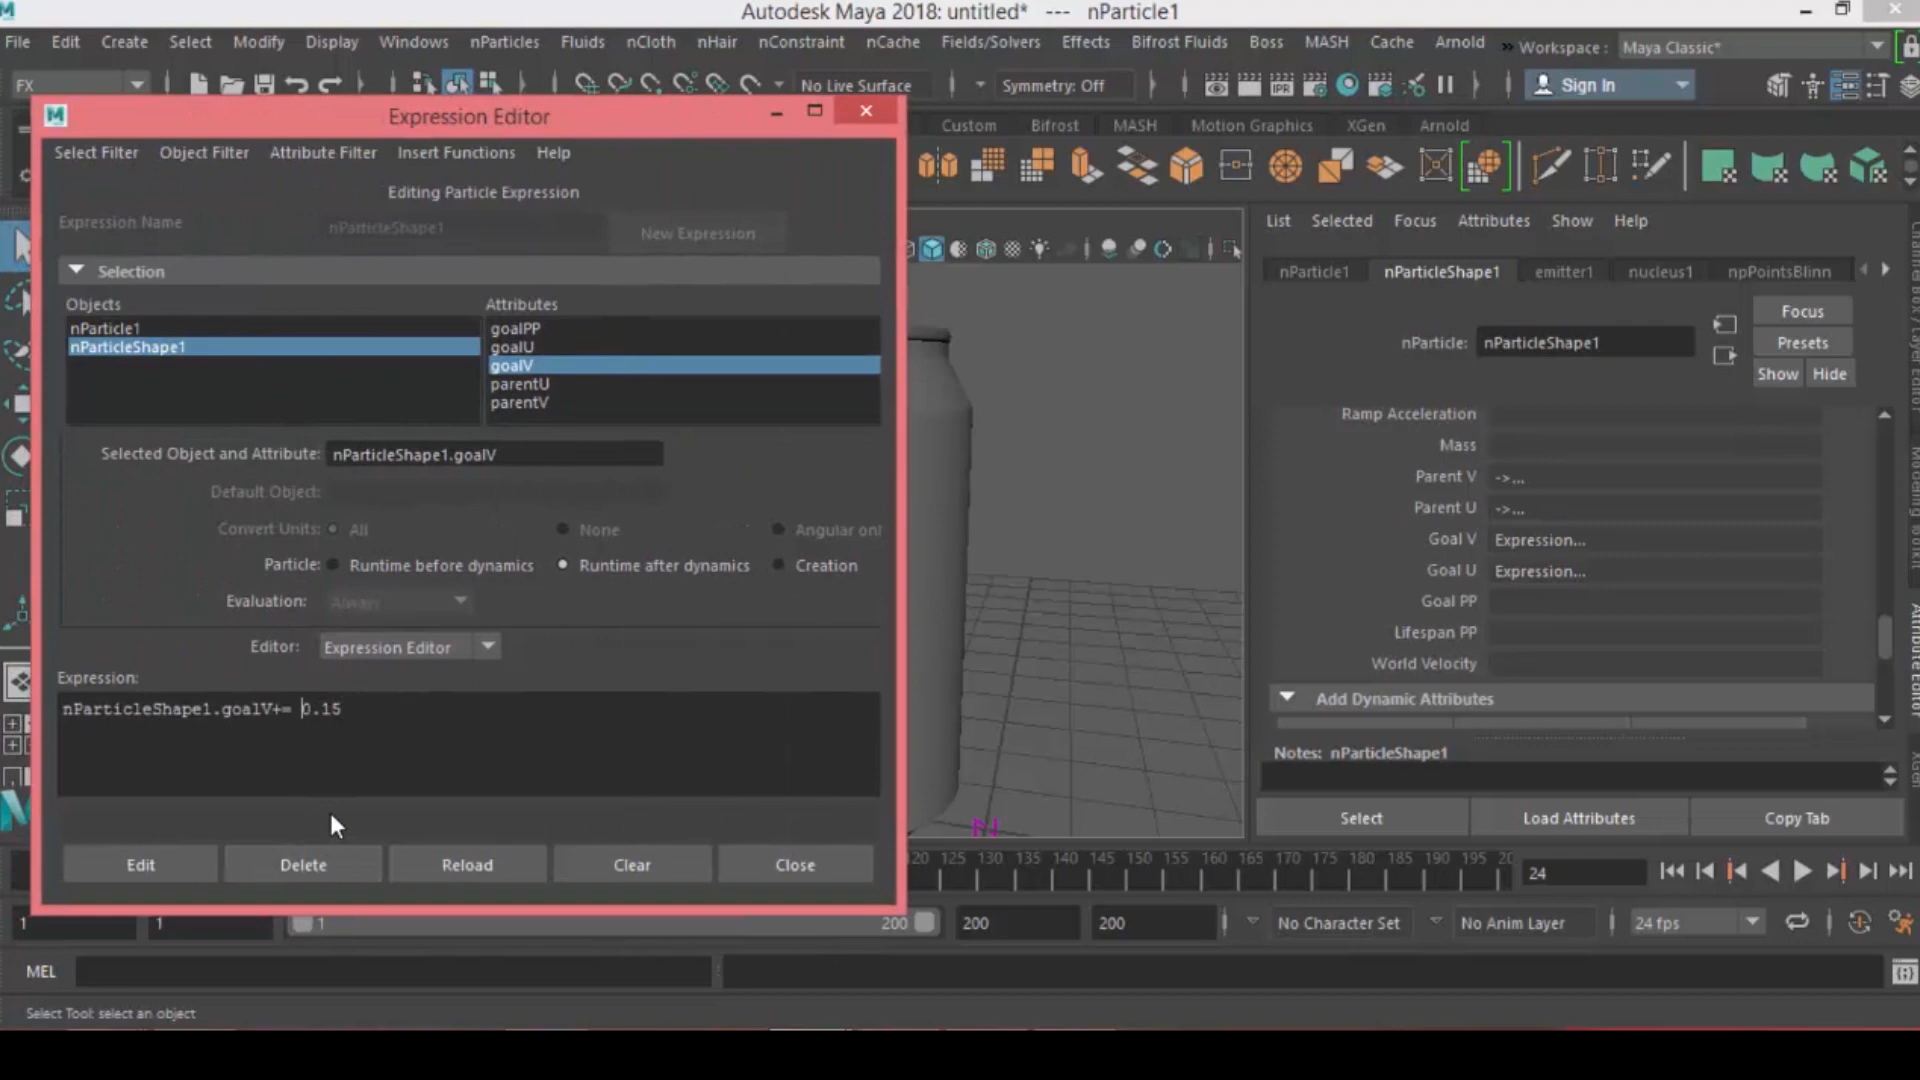 Autodesk Maya 2018: untitled* --- nParticle1
File Edit Create Select Modify Display Windows nParticles Fluids nCloth nHair nConstraint nCache Fields/Solvers Effects Bifrost Fluids Boss MASH Cache Arnold » Workspace : Maya Classic*
FX No Live Surface Symmetry: Off IPR Sign In
Custom Bifrost MASH Motion Graphics XGen Arnold
Expression Editor
Select Filter Object Filter Attribute Filter Insert Functions Help
Editing Particle Expression
Expression Name nParticleShape1 New Expression
Selection
Objects Attributes
nParticle1
nParticleShape1
goalPP
goalU
goalV
parentU
parentV
Selected Object and Attribute: nParticleShape1.goalV
Default Object:
Convert Units: All None Angular onl
Particle: Runtime before dynamics Runtime after dynamics Creation
Evaluation: Always
Editor: Expression Editor
Expression:
nParticleShape1.goalV+= 0.15
Edit Delete Reload Clear Close
List Selected Focus Attributes Show Help
nParticle1 nParticleShape1 emitter1 nucleus1 npPointsBlinn
Focus
nParticle: nParticleShape1 Presets
Show Hide
Ramp Acceleration
Mass
Parent V ->...
Parent U ->...
Goal V Expression...
Goal U Expression...
Goal PP
Lifespan PP
World Velocity
Add Dynamic Attributes
Notes: nParticleShape1
Select Load Attributes Copy Tab
Attribute Editor
120 125 130 135 140 145 150 155 160 165 170 175 180 185 190 195 20 24
1 1 1 200 200 200 No Character Set No Anim Layer 24 fps
MEL
Select Tool: select an object